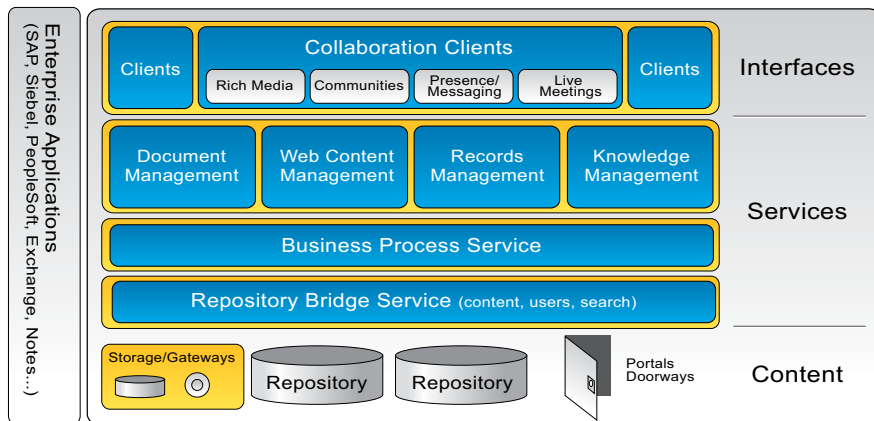 Enterprise Applications
(SAP, Siebel, PeopleSoft, Exchange, Notes...)
Clients
Collaboration Clients
Rich Media
Communities
Presence/
Messaging
Live
Meetings
Clients
Interfaces
Document
Management
Web Content
Management
Records
Management
Knowledge
Management
Services
Business Process Service
Repository Bridge Service (content, users, search)
Storage/Gateways
Repository
Repository
Portals
Doorways
Content